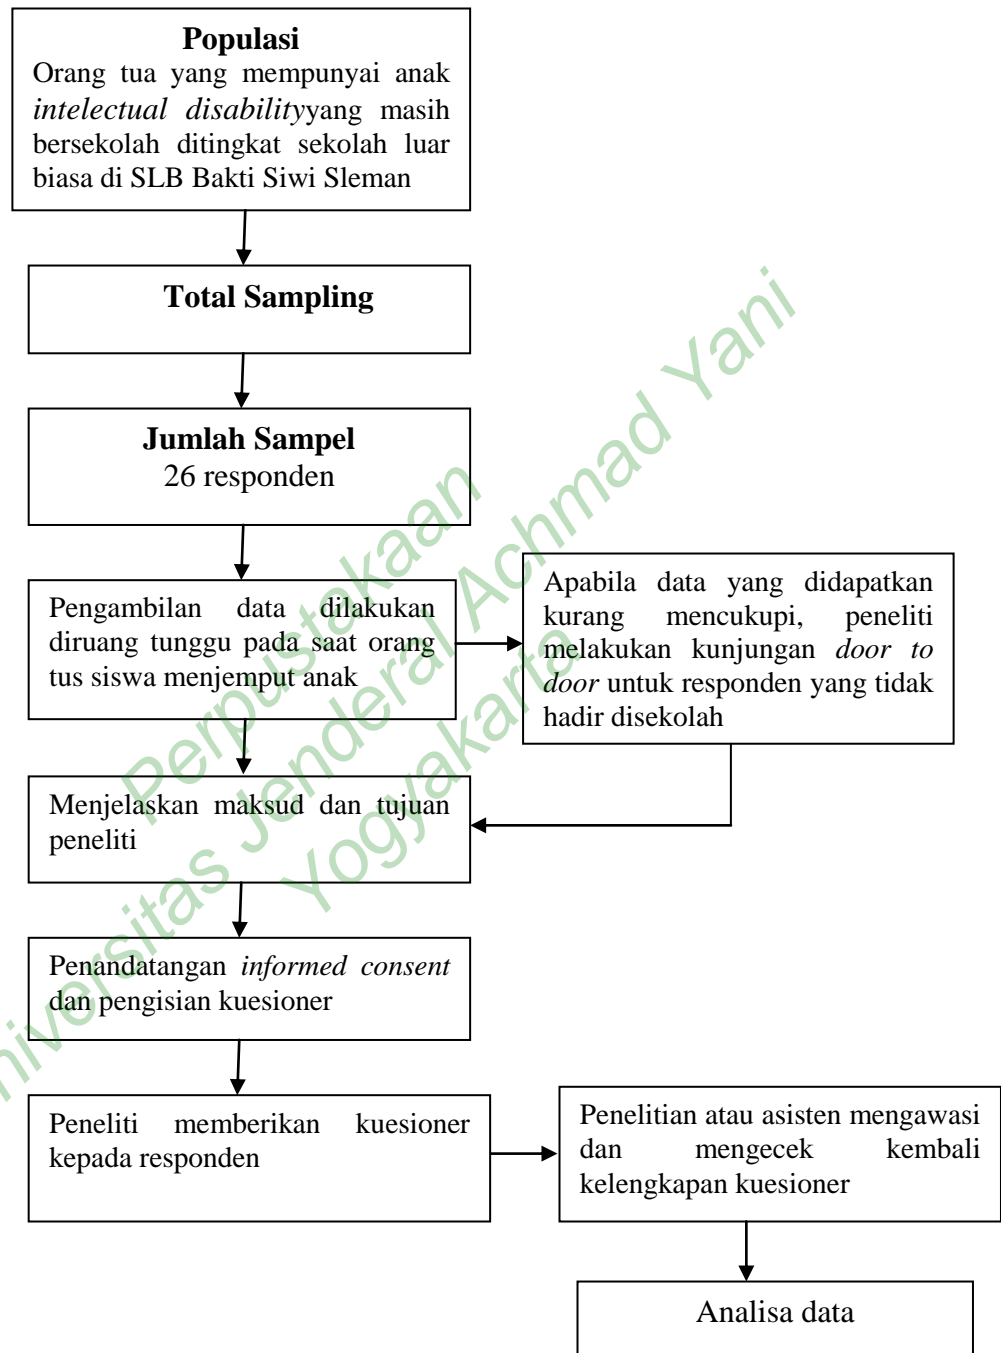 Populasi
Orang tua yang mempunyai anak
intelectual disabilityyang masih
bersekolah ditingkat sekolah luar
biasa di SLB Bakti Siwi Sleman
Total Sampling
Jumlah Sampel
26 responden
Pengambilan data dilakukan
diruang tunggu pada saat orang
tus siswa menjemput anak
Apabila data yang didapatkan
kurang mencukupi, peneliti
melakukan kunjungan door to
door untuk responden yang tidak
hadir disekolah
Menjelaskan maksud dan tujuan
peneliti
Penandatangan informed consent
dan pengisian kuesioner
Peneliti memberikan kuesioner
kepada responden
Penelitian atau asisten mengawasi
dan mengecek kembali
kelengkapan kuesioner
Analisa data
Perpustakaan
niversitas Jenderal Achmad Yani
Yogyakarta